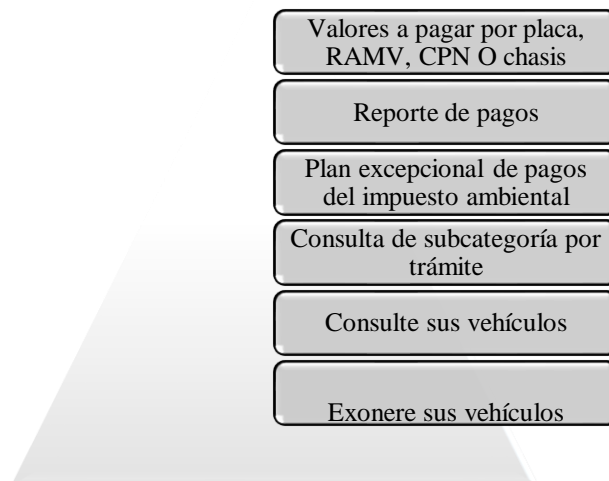 Valores a pagar por placa,
RAMV, CPN O chasis
Reporte de pagos
Plan excepcional de pagos
del impuesto ambiental
Consulta de subcategoría por
trámite
Consulte sus vehículos
Exonere sus vehículos